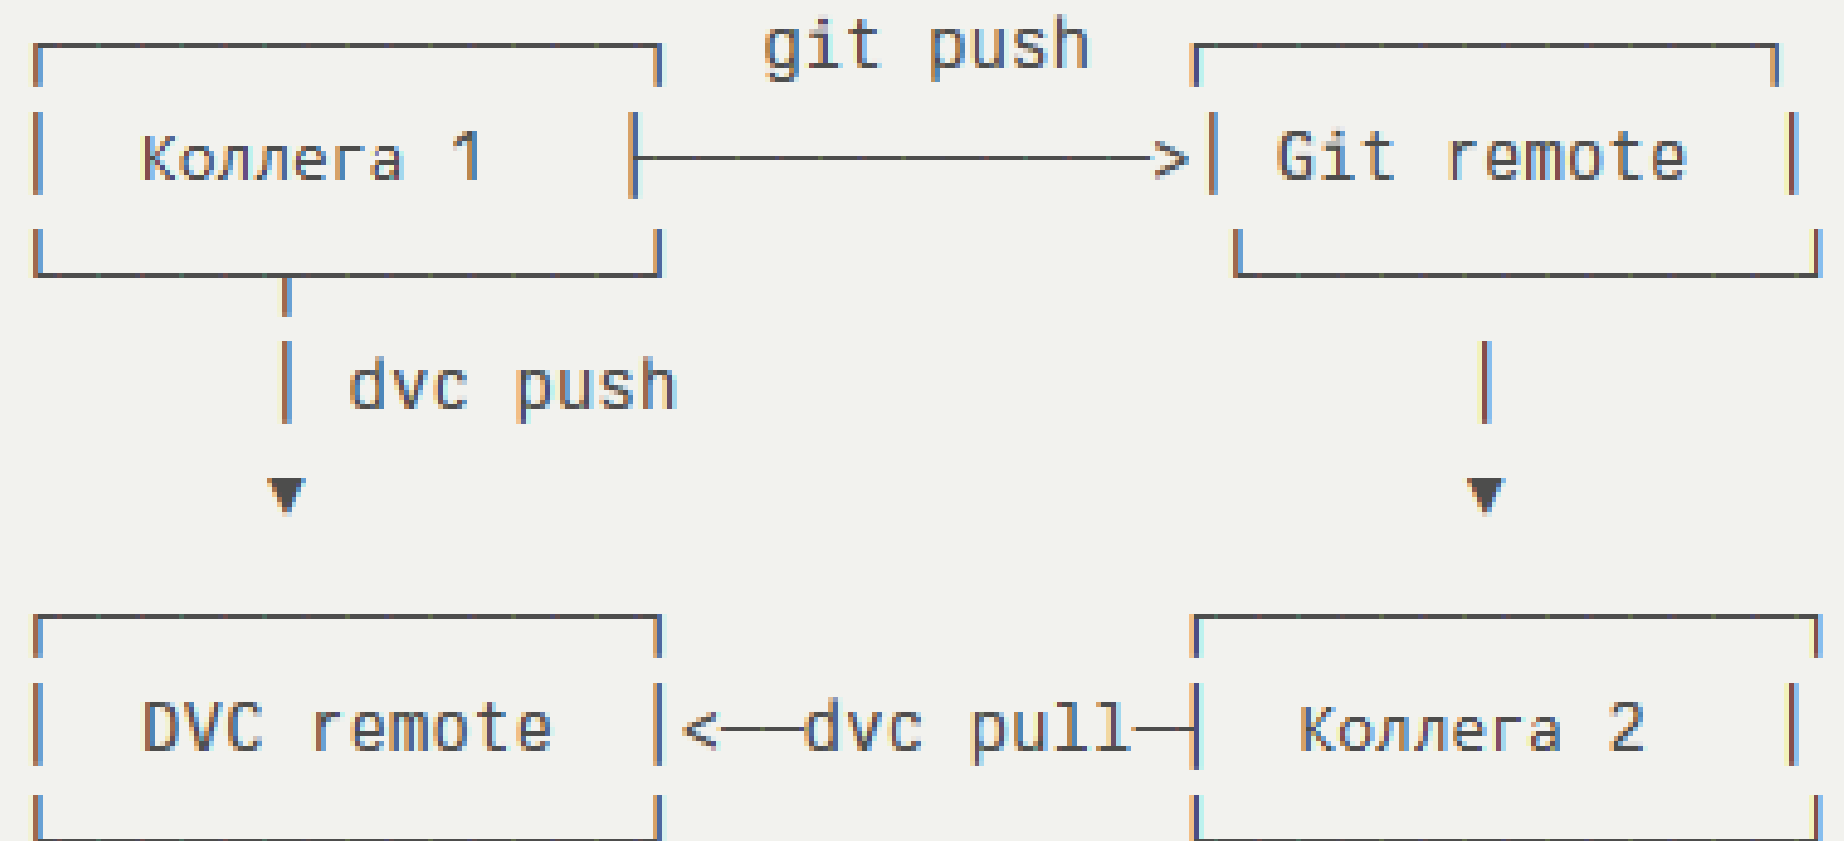 git push
Коллега 1 > Git remote
dvc push
DVC remote <——dvc pull— Коллега 2